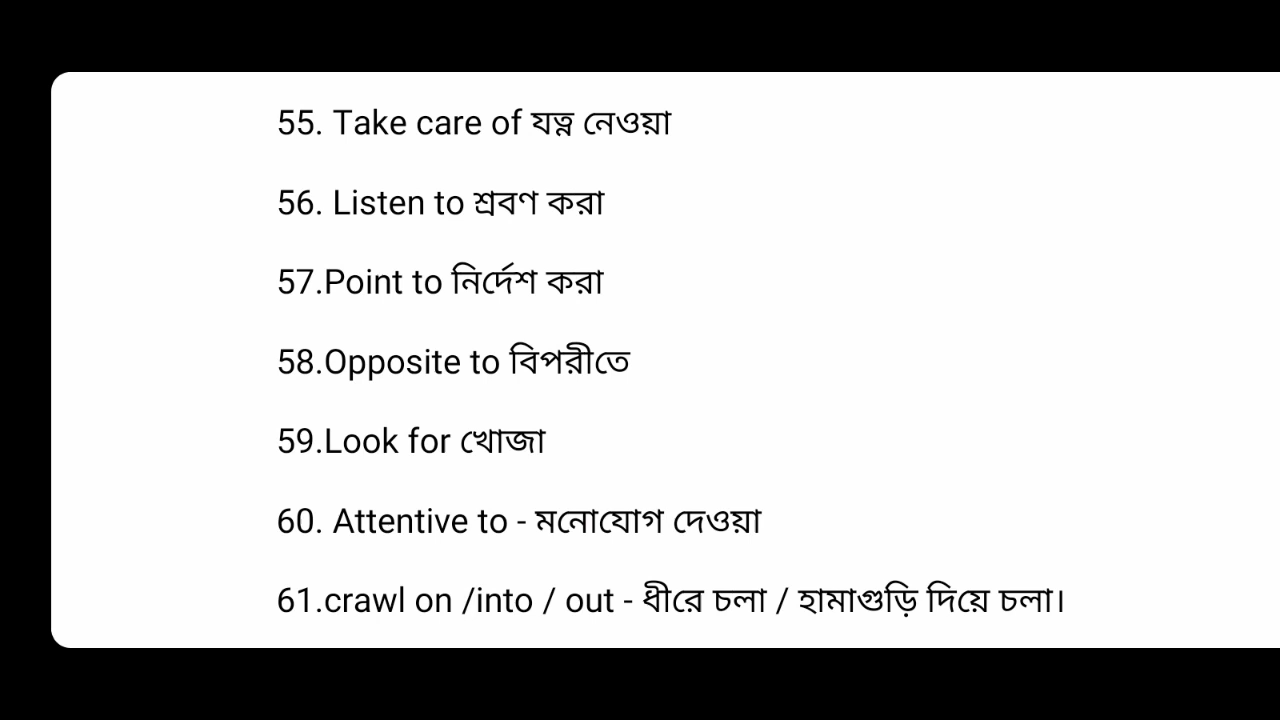 55. Take care of যত্ন নেওয়া
56. Listen to শ্রবণ করা
57.Point to নির্দেশ করা
58.Opposite to বিপরীতে
59.Look for খোজা
60. Attentive to - মনোযোগ দেওয়া
61.crawl on /into / out - ধীরে চলা / হামাগুড়ি দিয়ে চলা।